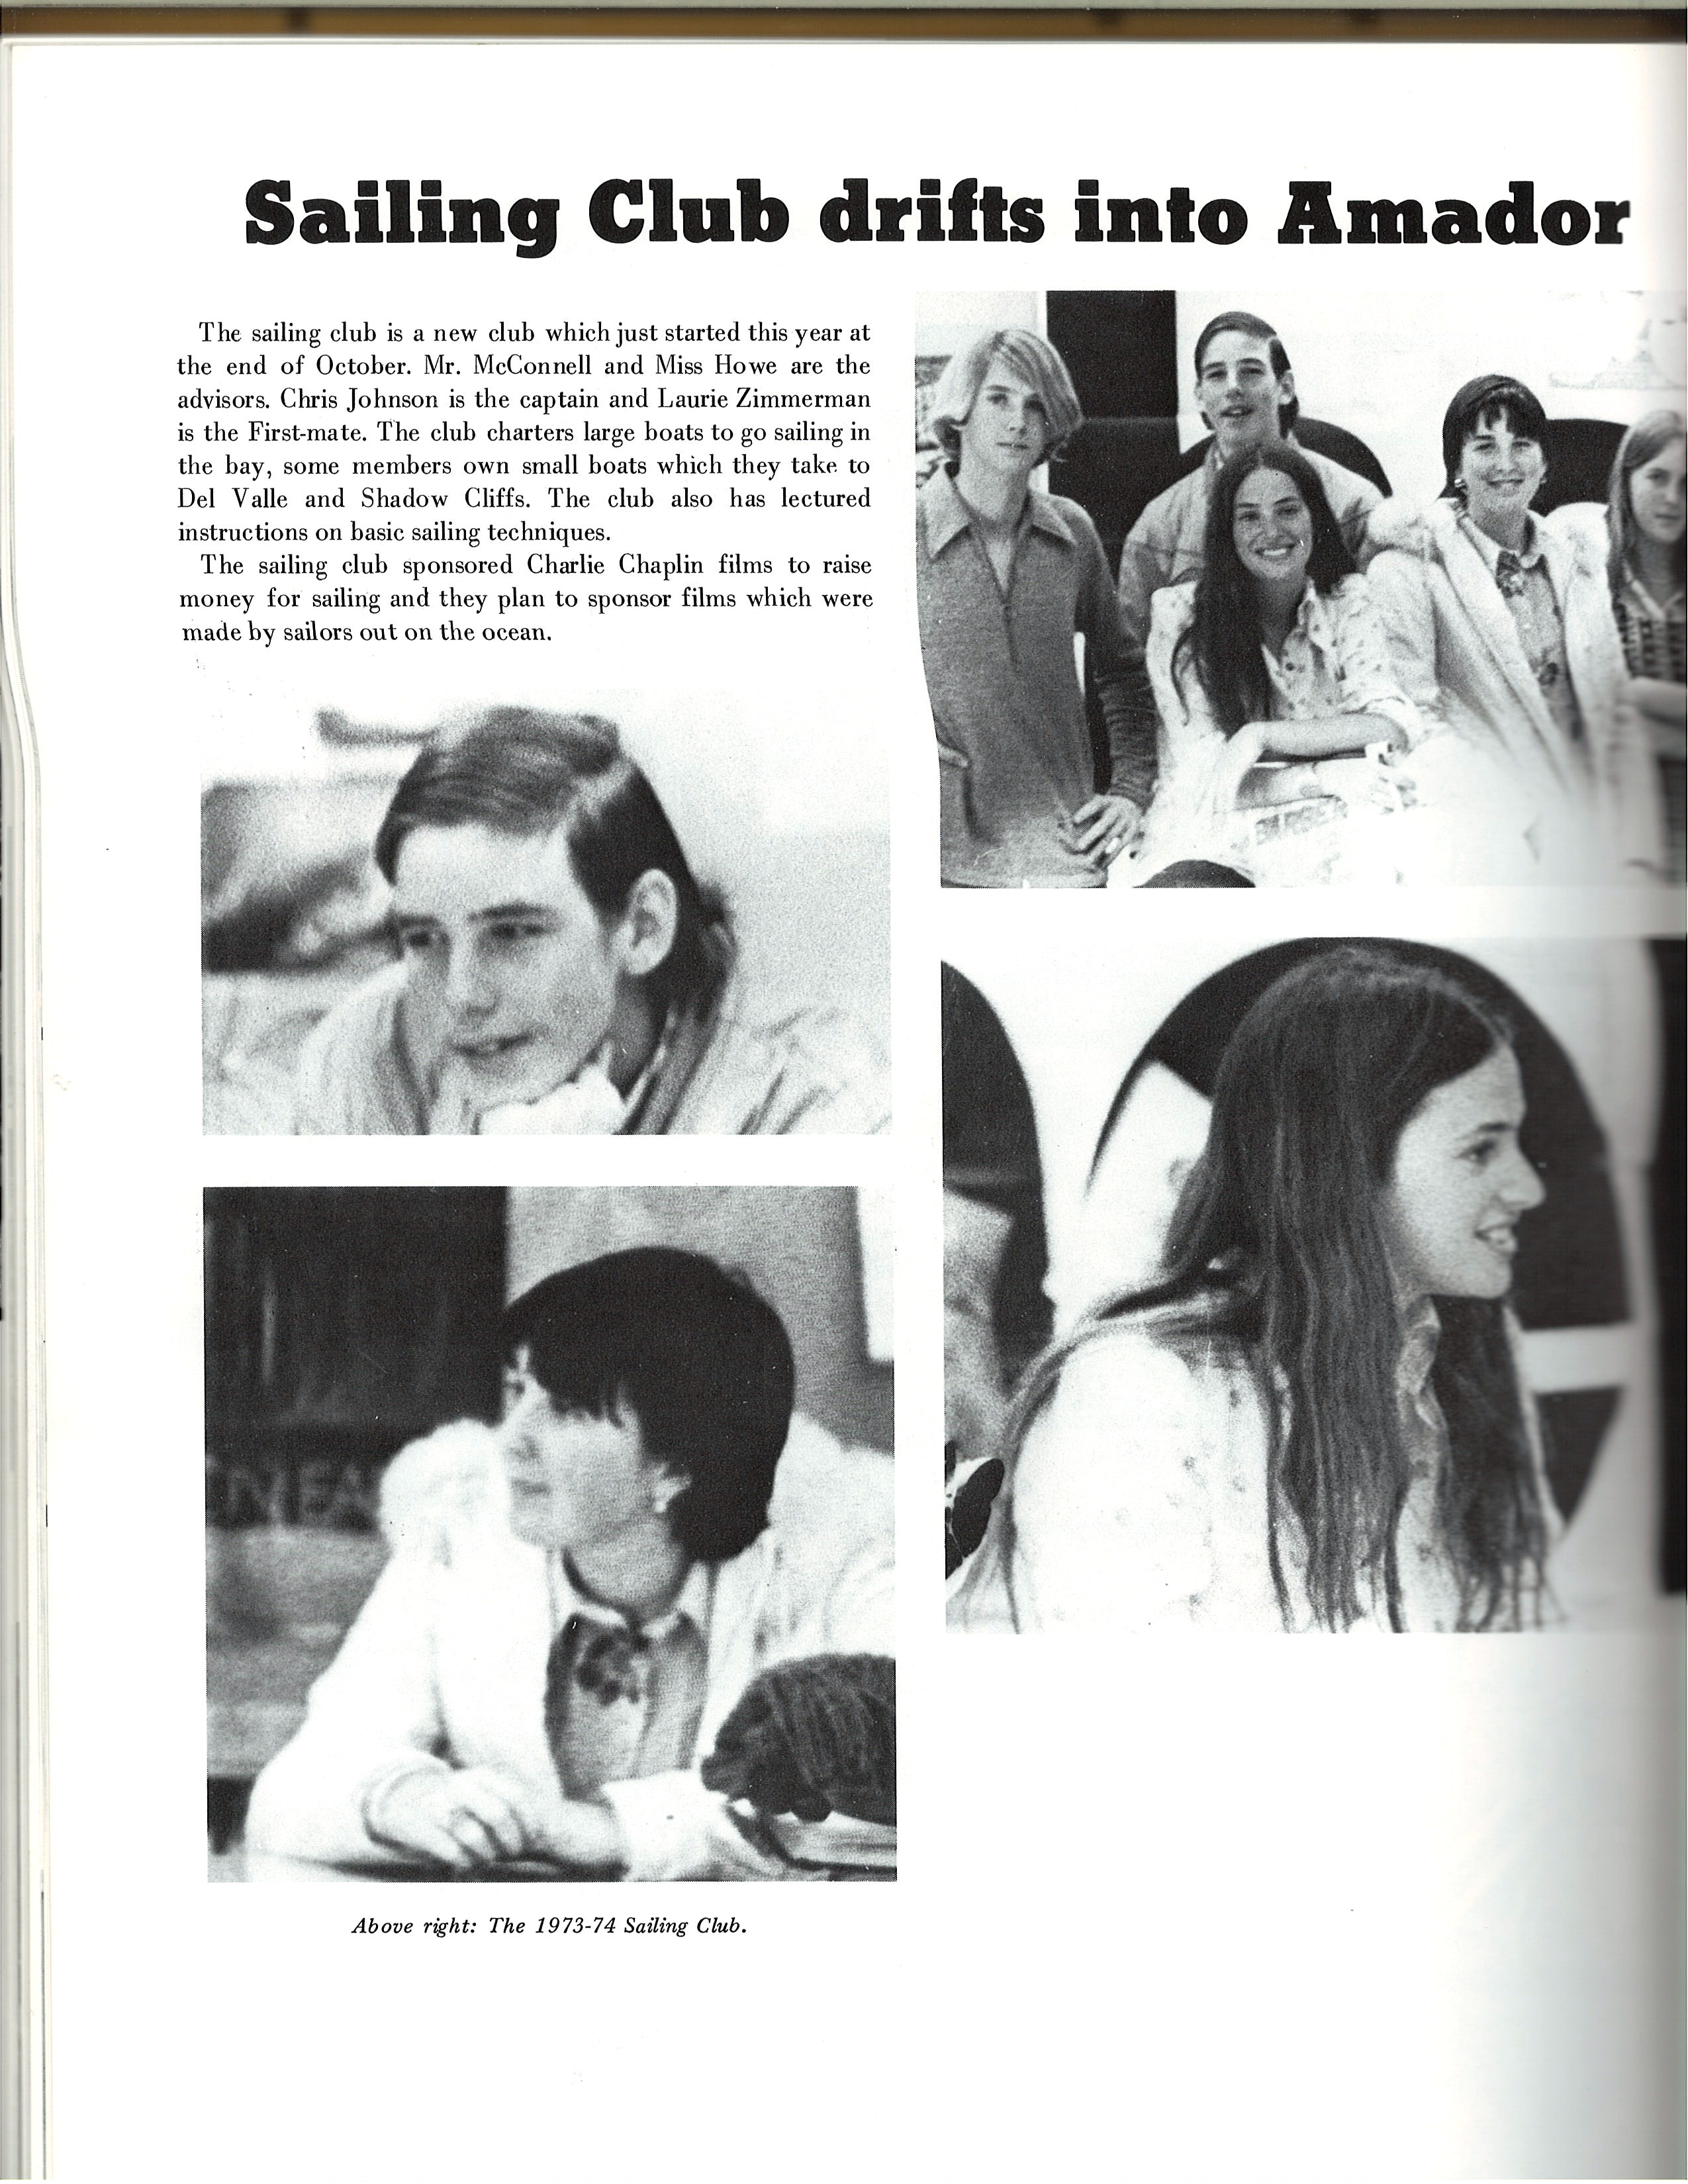 Sailing Club drifts into Amador
The sailing club is a new club which just started this year at
the end of October. Mr. McConnell and Miss Howe are the
advisors. Chris Johnson is the captain and Laurie Zimmerman
is the First-mate. The club charters large boats to go sailing in
the bay, some members own small boats which they take to
Del Valle and Shadow Cliffs. The club also has lectured
instructions on basic sailing techniques.
The sailing club sponsored Charlie Chaplin films to raise
money for sailing and they plan to sponsor films which were
made by sailors out on the ocean.
Above right: The 1973-74 Sailing Club.